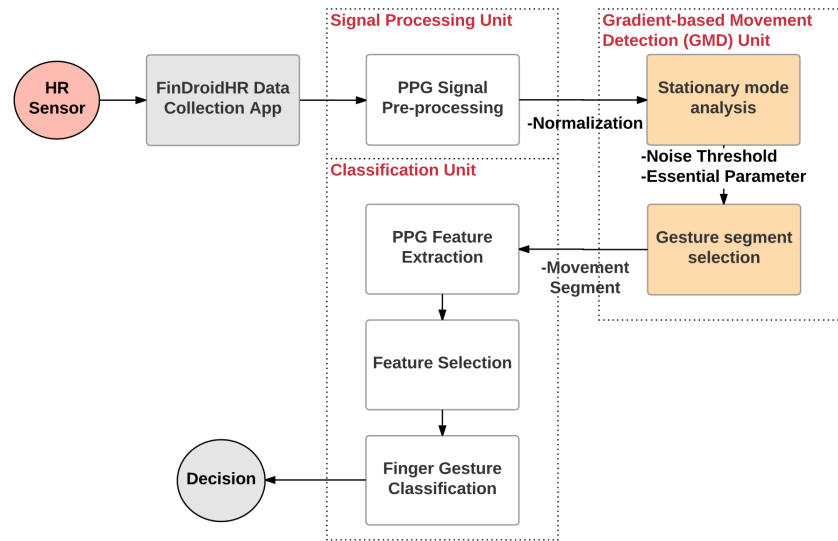 Signal Processing Unit
Gradient-based Movement
Detection (GMD) Unit
HR
Sensor
FinDroidHR Data
Collection App
PPG Signal
Pre-processing
-Normalization
Stationary mode
analysis
-Noise Threshold
-Essential Parameter
Classification Unit
PPG Feature
Extraction
-Movement
Segment
Gesture segment
selection
Feature Selection
Finger Gesture
Classification
Decision